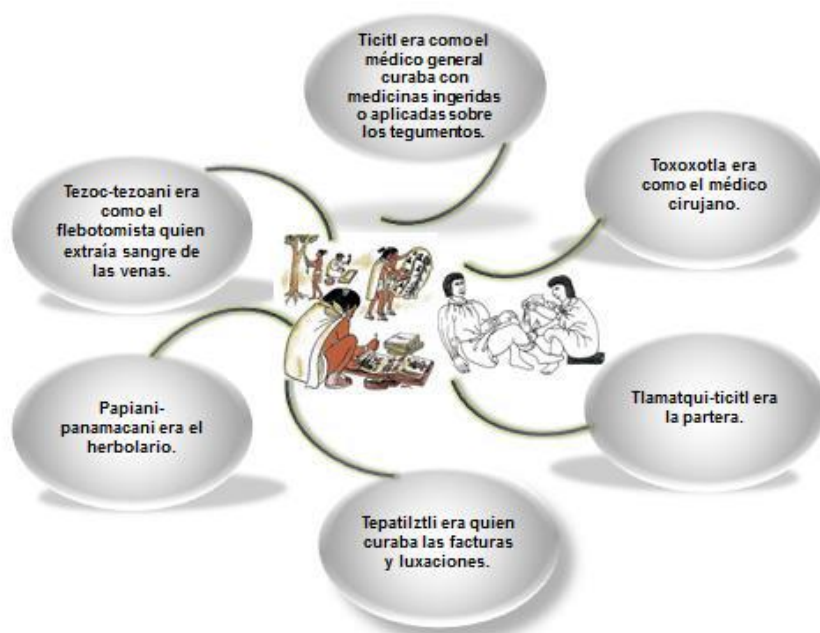 Ticitl era como el
médico general
curaba con
medicinas ingeridas
o aplicadas sobre
los tegumentos.
Toxoxotla era
como el médico
cirujano.
Tlamatqui-ticitl era
la partera.
Tepatilztli era quien
curaba las facturas
y luxaciones.
Papiani-
panamacani era el
herbolario.
Tezoc-tezoani era
como el
flebotomista quien
extraía sangre de
las venas.